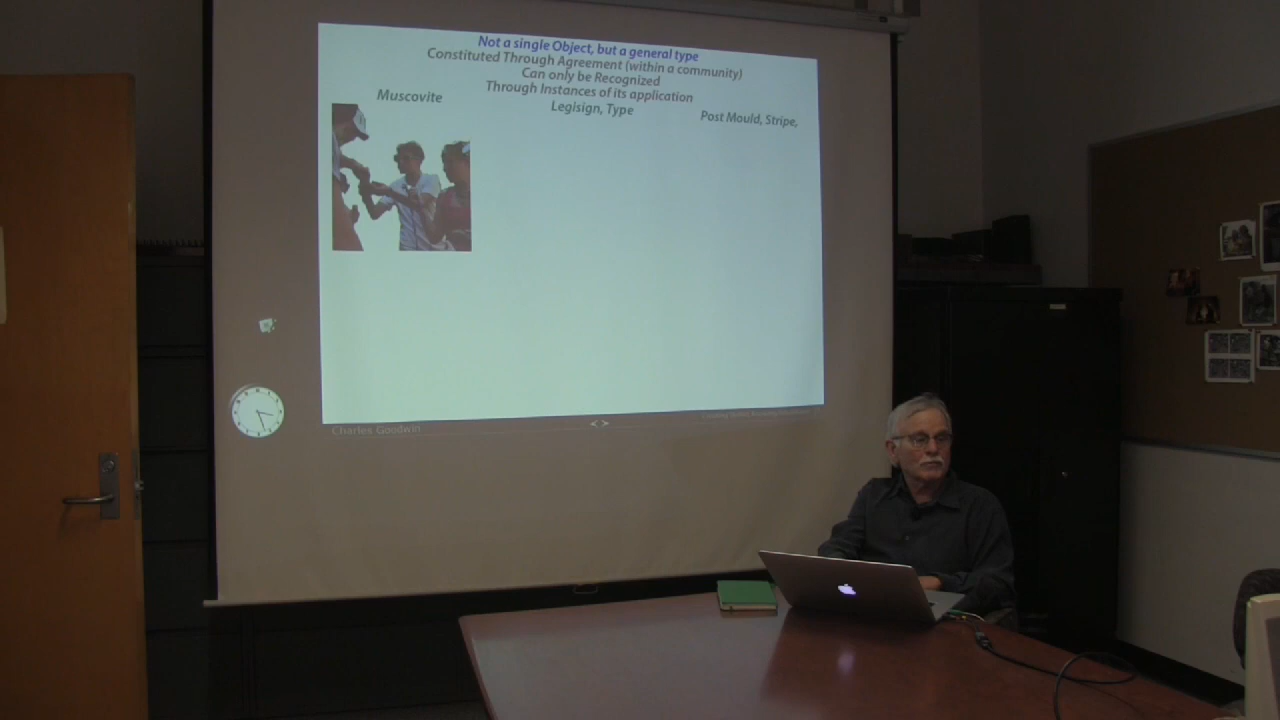 Not a single Object, but a general type
Constituted Through Agreement (within a community)
Can only be Recognized
Through Instances of its application
Muscovite
Legisign, Type
Post Mould, Stripe,
Charles Goodwin